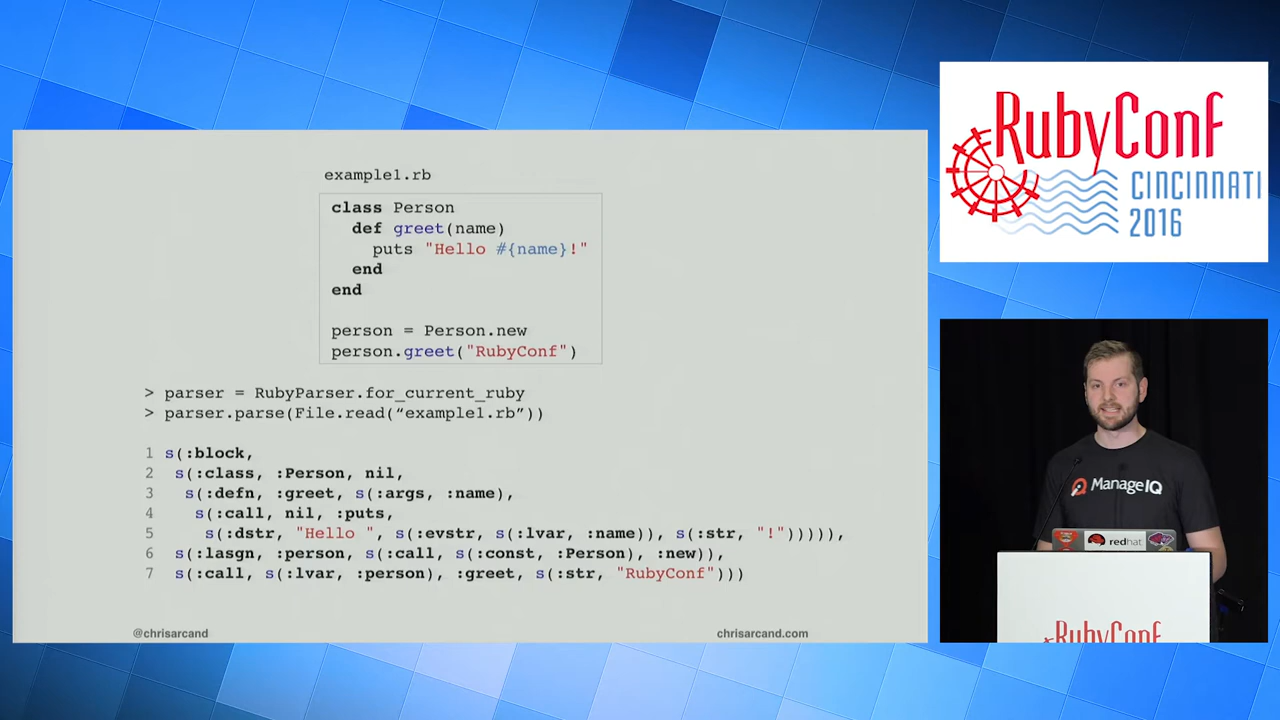 example1.rb
class Person
  def greet(name)
    puts "Hello #{name}!"
  end
end
person = Person.new
person.greet("RubyConf")
> parser = RubyParser.for_current_ruby
> parser.parse(File.read(“example1.rb”))
1 s(:block,
2  s(:class, :Person, nil,
3   s(:defn, :greet, s(:args, :name),
4    s(:call, nil, :puts,
5     s(:dstr, "Hello ", s(:evstr, s(:lvar, :name)), s(:str, "!"))))),
6  s(:lasgn, :person, s(:call, s(:const, :Person), :new)),
7  s(:call, s(:lvar, :person), :greet, s(:str, "RubyConf")))
@chrisarcand
chrisarcand.com
RubyConf
CINCINNATI
2016
ManageIQ
redhat
RubyConf